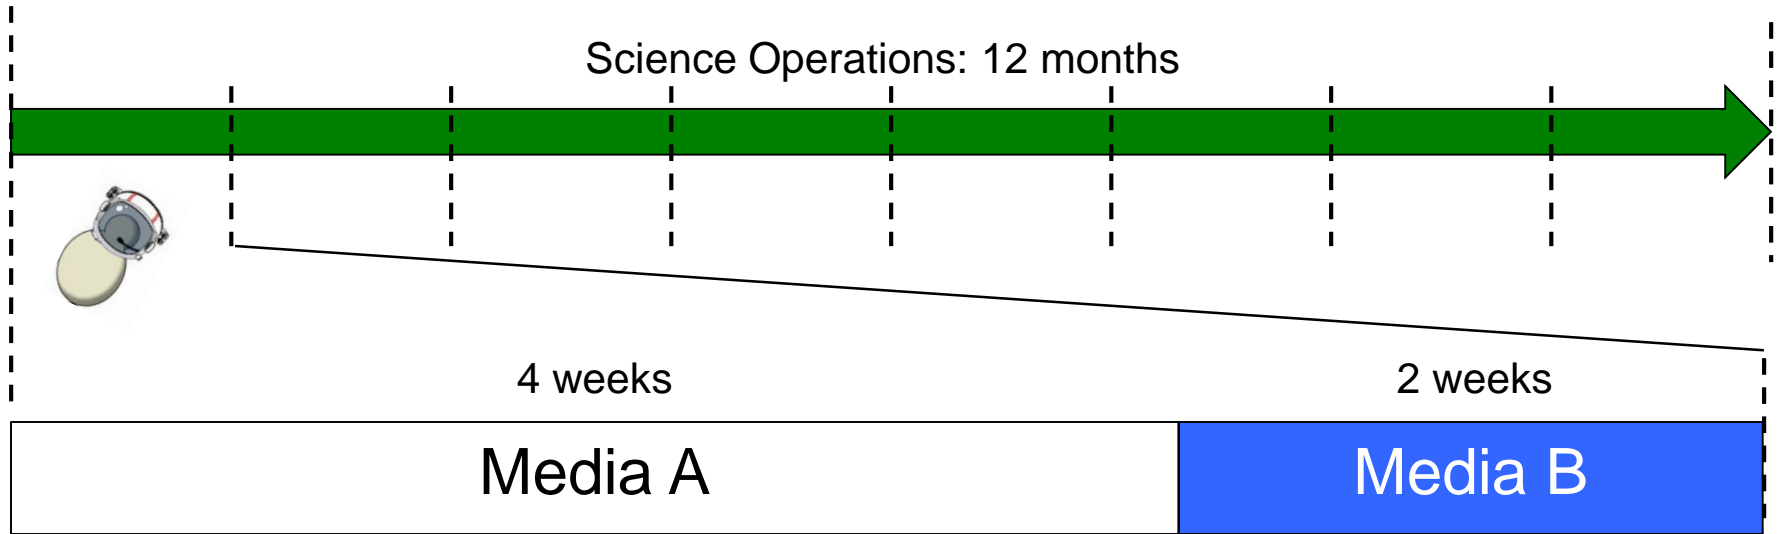 Science Operations: 12 months
4 weeks
2 weeks
Media A
Media B